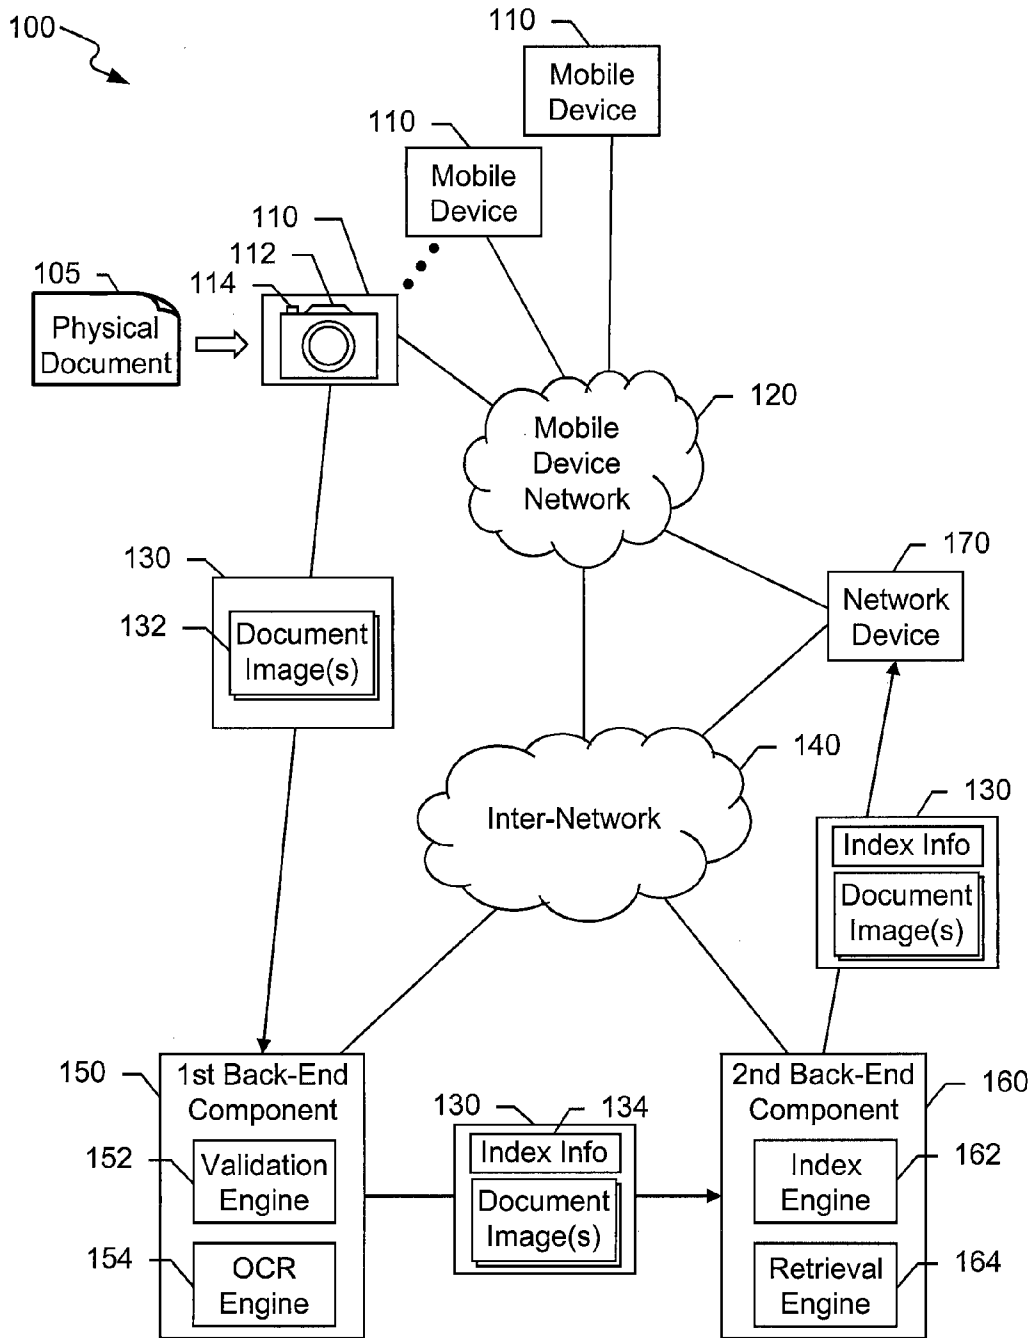 100
110
Mobile
Device
110
Mobile
Device
110
112
114
105
Physical
Document
120
Mobile
Device
Network
130
132
Document
Image(s)
170
Network
Device
140
Inter-Network
130
Index Info
Document
Image(s)
150
1st Back-End
Component
152
Validation
Engine
154
OCR
Engine
130
134
Index Info
Document
Image(s)
2nd Back-End
Component
160
Index
Engine
162
Retrieval
Engine
164